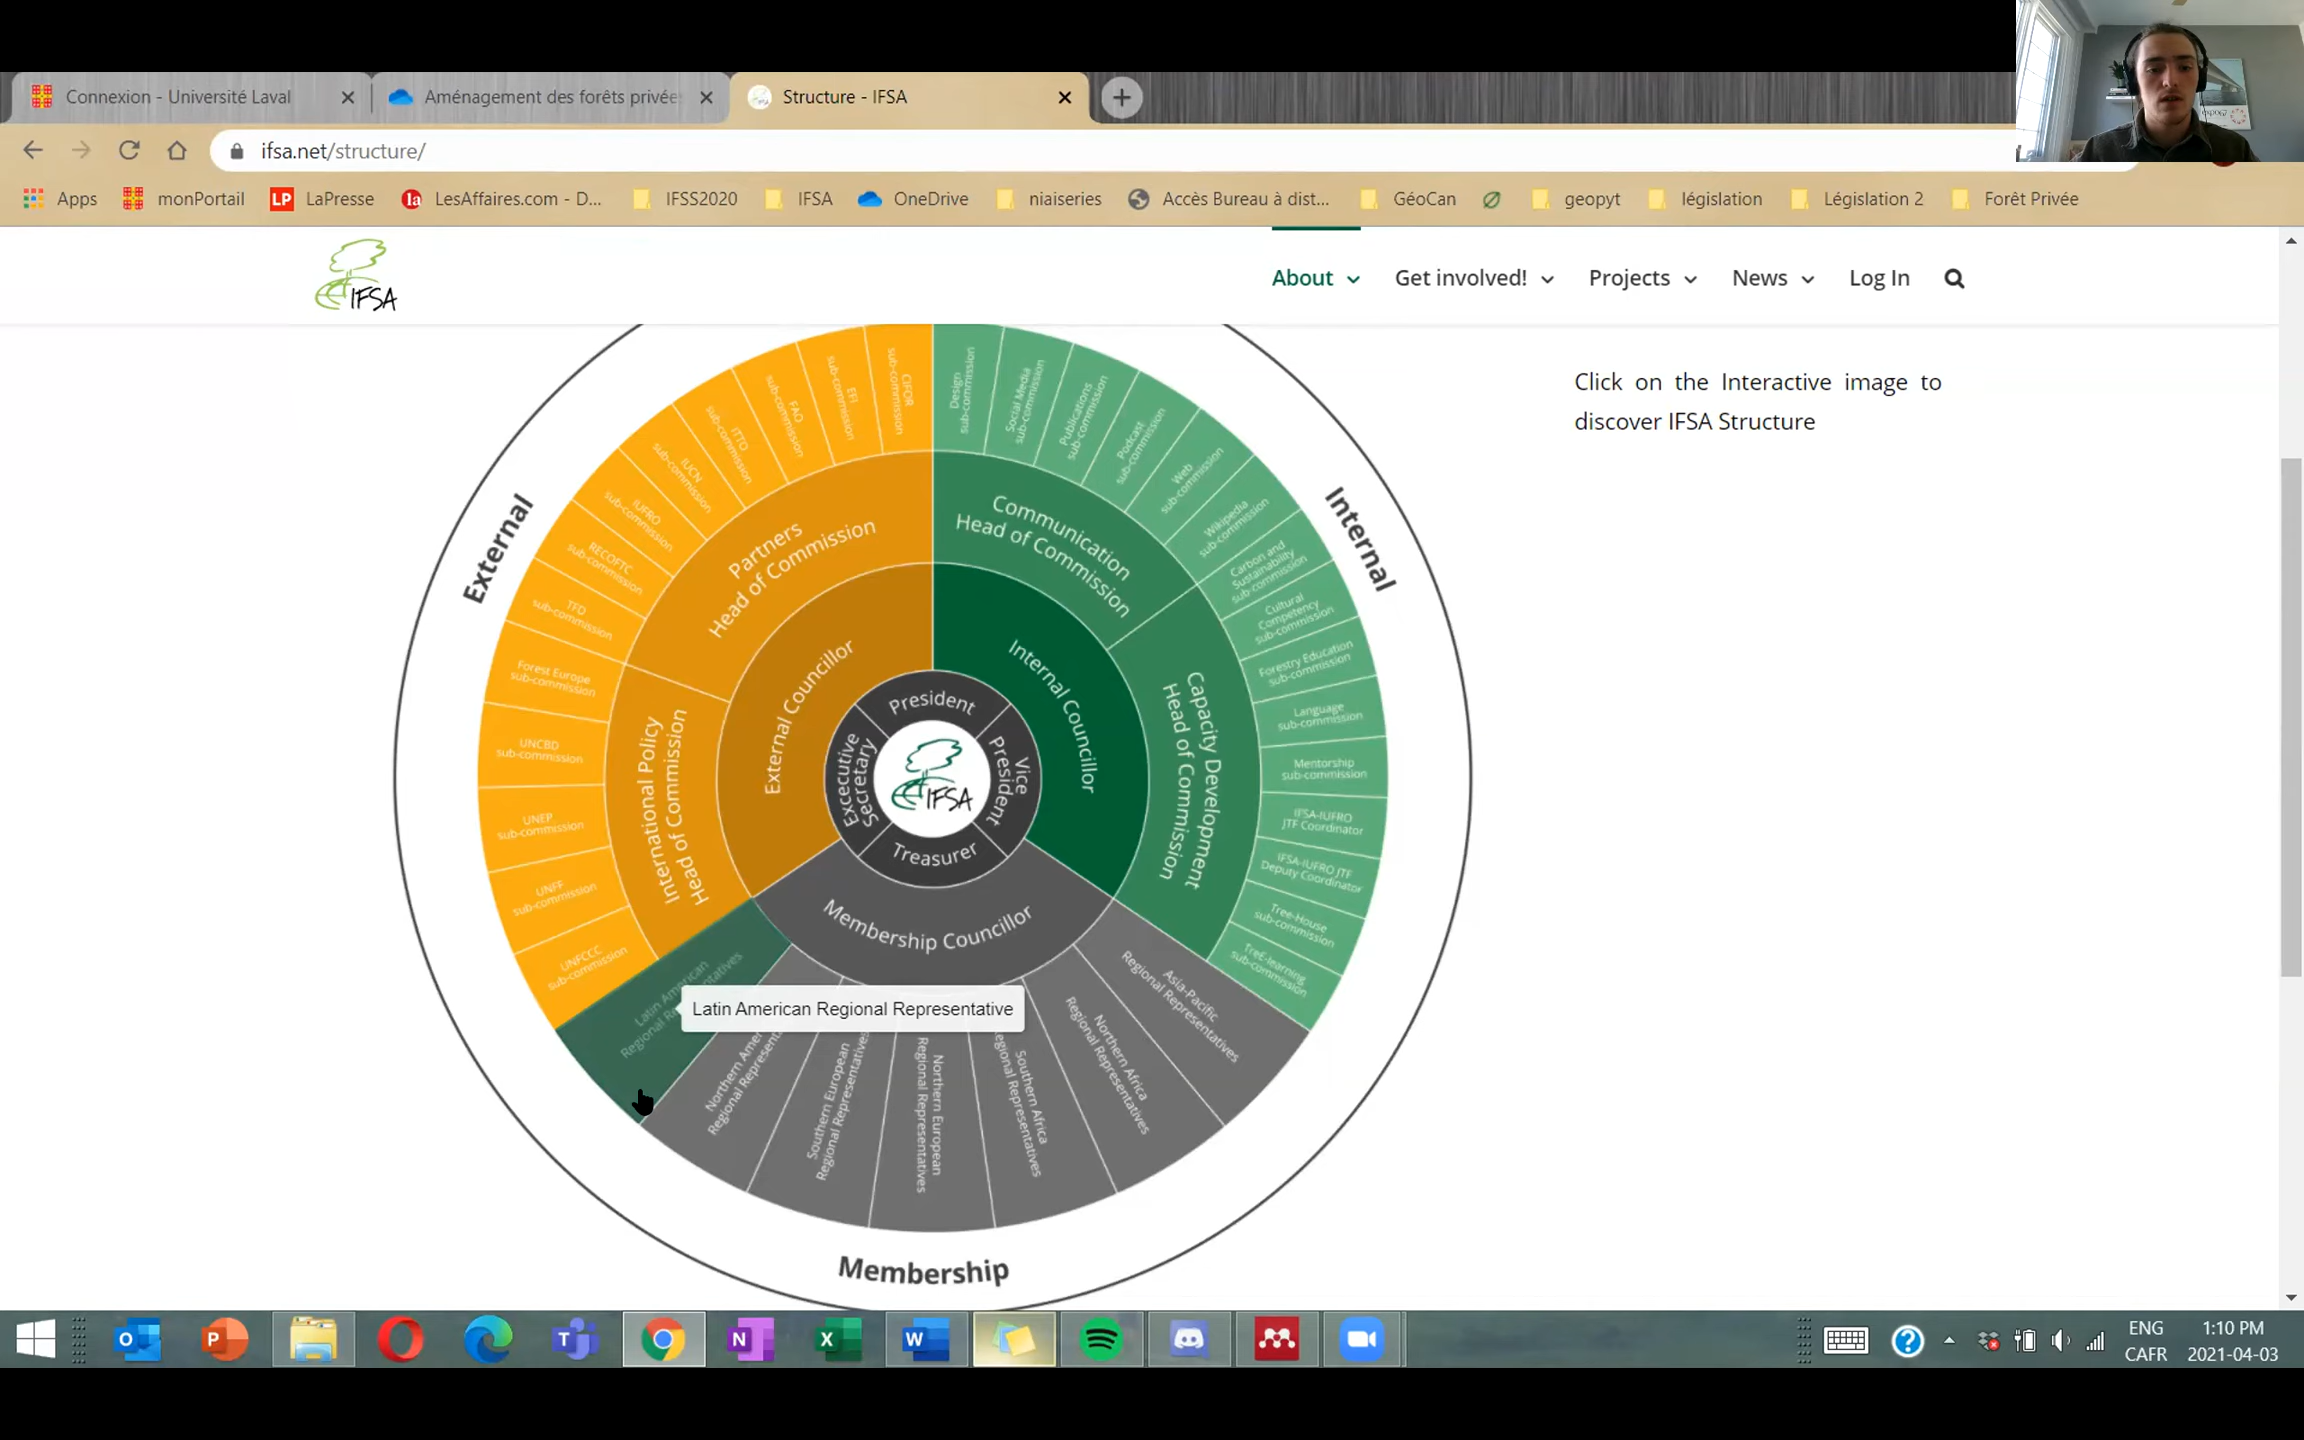 Connexion - Université Laval
Aménagement des forêts privée
Structure - IFSA
ifsa.net/structure/
Apps
monPortail
LP LaPresse
la LesAffaires.com - D...
IFSS2020
IFSA
OneDrive
niaiseries
Accès Bureau à dist...
GéoCan
geopyt
législation
Législation 2
Forêt Privée
IFSA
About
Get involved!
Projects
News
Log In
Click on the Interactive image to
discover IFSA Structure
External
Internal
Membership
CIFOR
sub-commission
EFI
sub-commission
FAO
sub-commission
ITTO
sub-commission
IUCN
sub-commission
IUFRO
sub-commission
RECOFTC
sub-commission
TFD
sub-commission
Forest Europe
sub-commission
UNCBD
sub-commission
UNEP
sub-commission
UNFF
sub-commission
UNFCCC
sub-commission
Design
sub-commission
Social Media
sub-commission
Publications
sub-commission
Podcast
sub-commission
Web
sub-commission
Wikipedia
sub-commission
Carbon and
Sustainability
sub-commission
Cultural
Competency
sub-commission
Forestry Education
sub-commission
Language
sub-commission
Mentorship
sub-commission
IFSA-IUFRO
JTF Coordinator
IFSA-IUFRO JTF
Deputy Coordinator
Tree-House
sub-commission
TreE-learning
sub-commission
Partners
Head of Commission
Communication
Head of Commission
International Policy
Head of Commission
Capacity Development
Head of Commission
External Councillor
Internal Councillor
Membership Councillor
President
Vice
President
Treasurer
Excecutive
Secretary
IFSA
Latin American
Regional
Latin American Regional Representative
Northern
Regional
Southern European
Regional Representatives
Northern European
Regional Representatives
Southern Africa
Representatives
Northern Africa
Regional Representatives
Asia-Pacific
Regional Representatives
ENG
CAFR
1:10 PM
2021-04-03